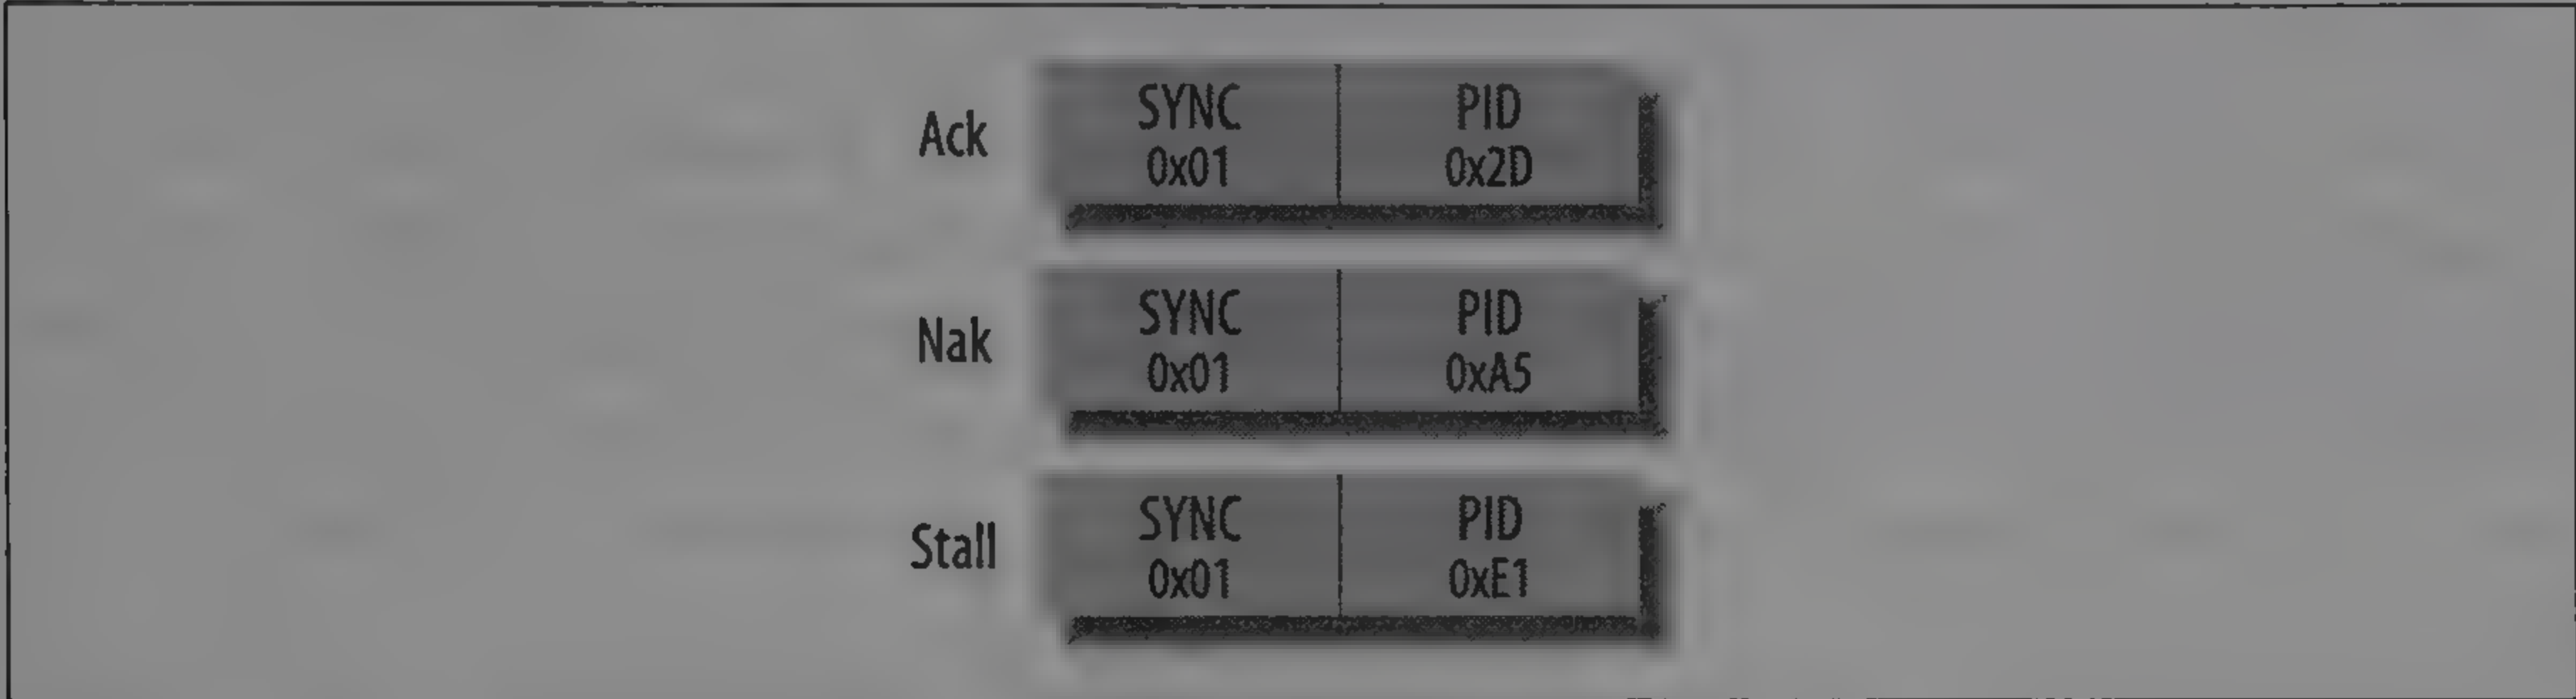 Ack
SYNC PID
0x01 0x2D
Nak
SYNC PID
0x01 0xA5
Stall
SYNC PID
0x01 0xE1